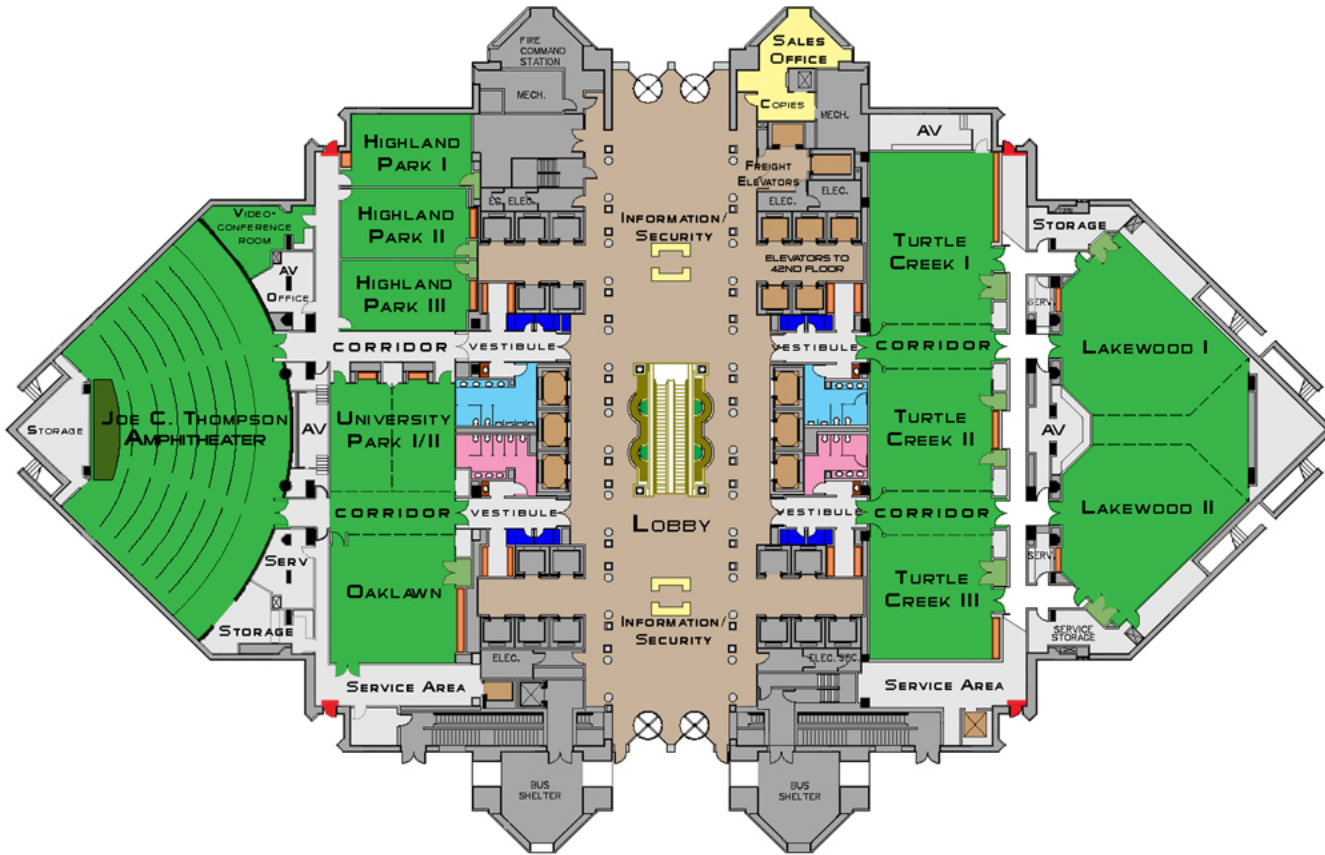 FIRE
COMMAND
STATION
MECH.
SALES
OFFICE
COPIES
MECH.
AV
HIGHLAND
PARK I
FREIGHT
ELEVATORS
ELEC.
ELEC.
EC.
ELEC.
HIGHLAND
PARK II
VIDEO-
CONFERENCE
ROOM
INFORMATION/
SECURITY
TURTLE
CREEK I
STORAGE
ELEVATORS TO
42ND FLOOR
AV
OFFICE
HIGHLAND
PARK III
SERV.
CORRIDOR
VESTIBULE
VESTIBULE
CORRIDOR
LAKEWOOD I
JOE C. THOMPSON
AMPHITHEATER
STORAGE
AV
UNIVERSITY
PARK I/II
TURTLE
CREEK II
AV
CORRIDOR
VESTIBULE
LOBBY
VESTIBULE
CORRIDOR
LAKEWOOD II
SERV
SERV.
OAKLAWN
TURTLE
CREEK III
STORAGE
INFORMATION/
SECURITY
SERVICE
STORAGE
ELEC.
ELEC.
SERVICE AREA
SERVICE AREA
BUS
SHELTER
BUS
SHELTER